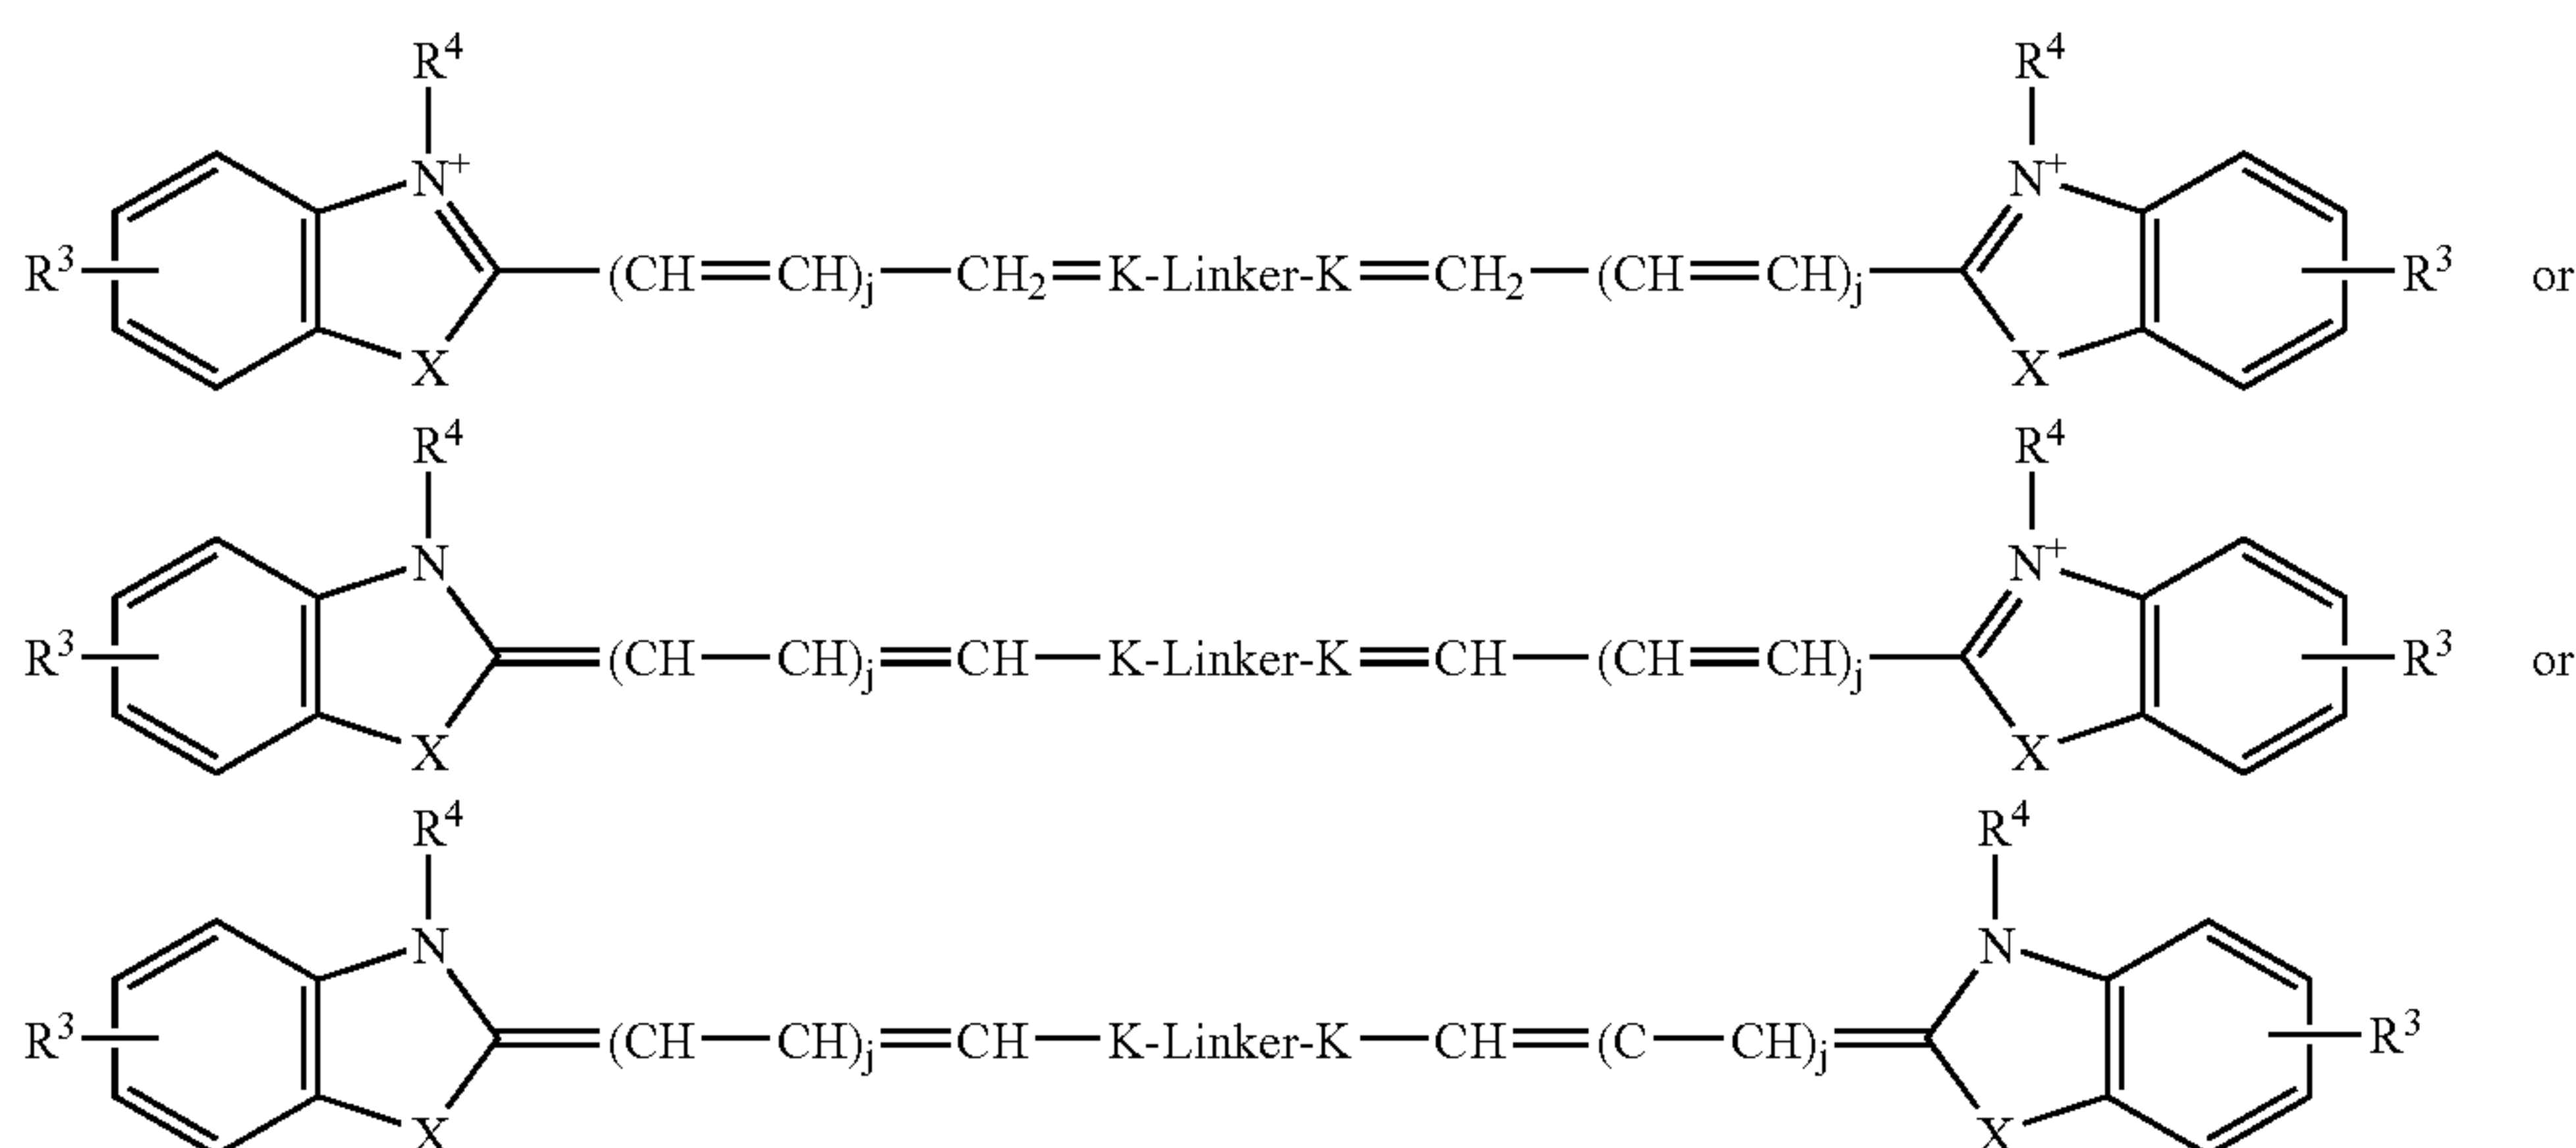 R⁴ R⁴
N⁺ N⁺
R³ (CH=CH)j—CH₂=K-Linker-K=CH₂—(CH=CH)j R³ or
X X
R⁴ R⁴
N N⁺
R³ =(CH—CH)j=CH—K-Linker-K=CH—(CH=CH)j R³ or
X X
R⁴ R⁴
N N
R³ =(CH—CH)j=CH—K-Linker-K—CH=(C—CH)j= R³
X X